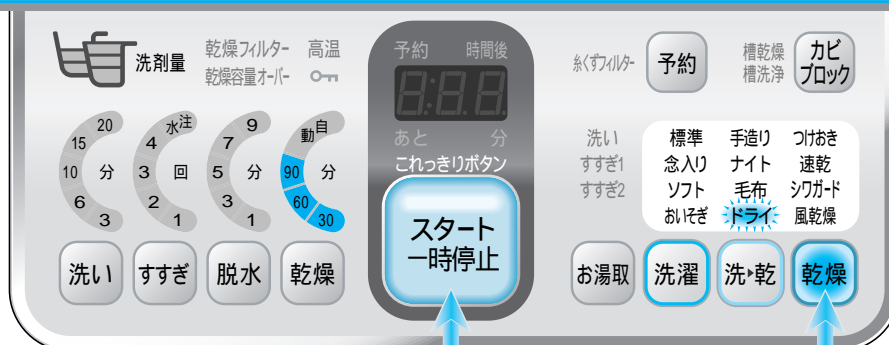 洗剤量
乾燥フィルター 高温
乾燥容量オーバー
20
15
10 分
6
3
注水
4
3 回
2
1
9
7
5 分
3
1
自動
90 分
60
30
洗い すすぎ 脱水 乾燥
予約 時間後
8:8.8.
あと 分
これっきりボタン
スタート
一時停止
糸くずフィルター 予約
槽乾燥
槽洗浄
カビ
ブロック
洗い
すすぎ1
すすぎ2
標準 手造り つけおき
念入り ナイト 速乾
ソフト 毛布 シワガード
おいそぎ ドライ 風乾燥
お湯取 洗濯 洗▸乾 乾燥